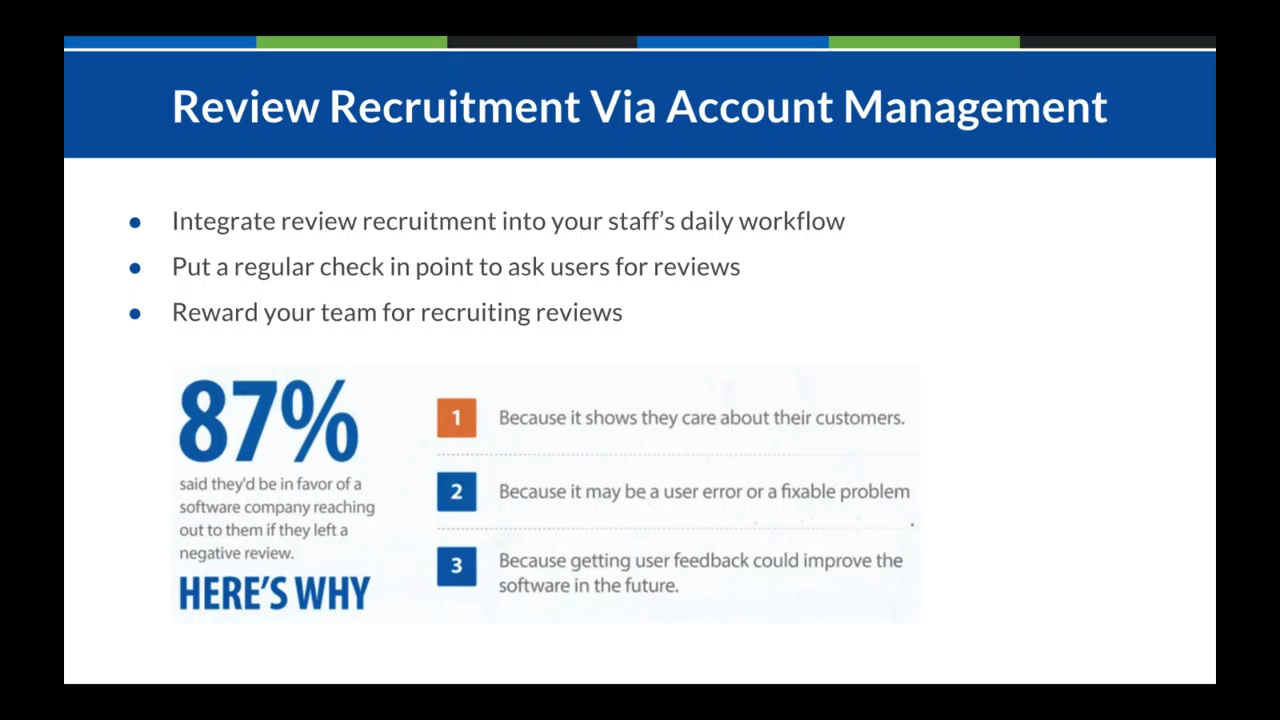 Review Recruitment Via Account Management
● Integrate review recruitment into your staff's daily workflow
● Put a regular check in point to ask users for reviews
● Reward your team for recruiting reviews
87%
said they'd be in favor of a
software company reaching
out to them if they left a
negative review.
HERE'S WHY
1 Because it shows they care about their customers.
2 Because it may be a user error or a fixable problem
3 Because getting user feedback could improve the
software in the future.